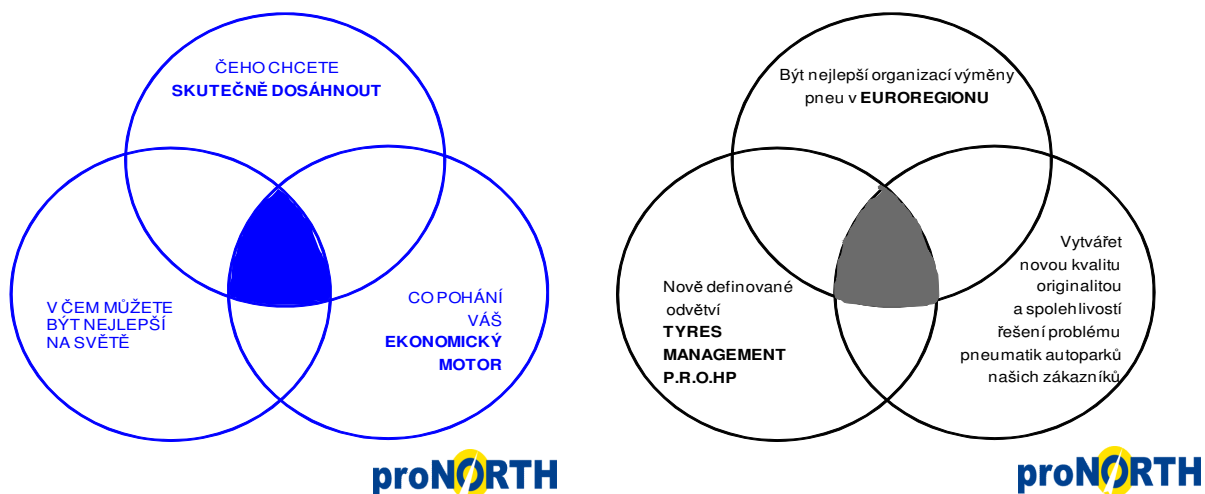 ČEHO CHCETE
SKUTEČNĚ DOSÁHNOUT
V ČEM MŮŽETE
BÝT NEJLEPŠÍ
NA SVĚTĚ
CO POHÁNÍ
VÁŠ
EKONOMICKÝ
MOTOR
proNORTH
Být nejlepší organizací výměny
pneu v EUROREGIONU
Nově definované
odvětví
TYRES
MANAGEMENT
P.R.O.HP
Vytvářet
novou kvalitu
originalitou
a spolehlivostí
řešení problému
pneumatik autoparků
našich zákazníků
proNORTH